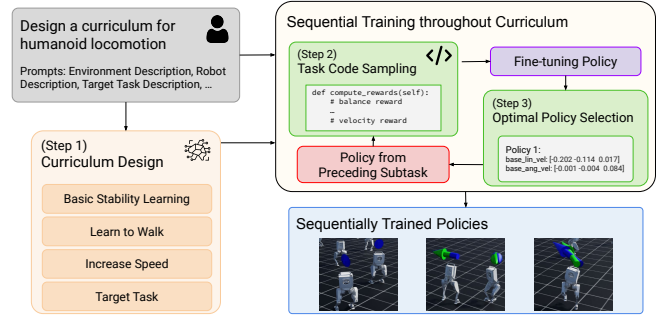 Design a curriculum for
humanoid locomotion
Prompts: Environment Description, Robot
Description, Target Task Description, ...
(Step 1)
Curriculum Design
Basic Stability Learning
Learn to Walk
Increase Speed
Target Task
Sequential Training throughout Curriculum
(Step 2)
</>
Task Code Sampling
def compute_rewards(self):
# balance reward
…
# velocity reward
Fine-tuning Policy
(Step 3)
Optimal Policy Selection
Policy 1:
base_lin_vel: [-0.202 -0.114 0.017]
base_ang_vel: [-0.001 -0.004 0.084]
Policy from
Preceding Subtask
Sequentially Trained Policies